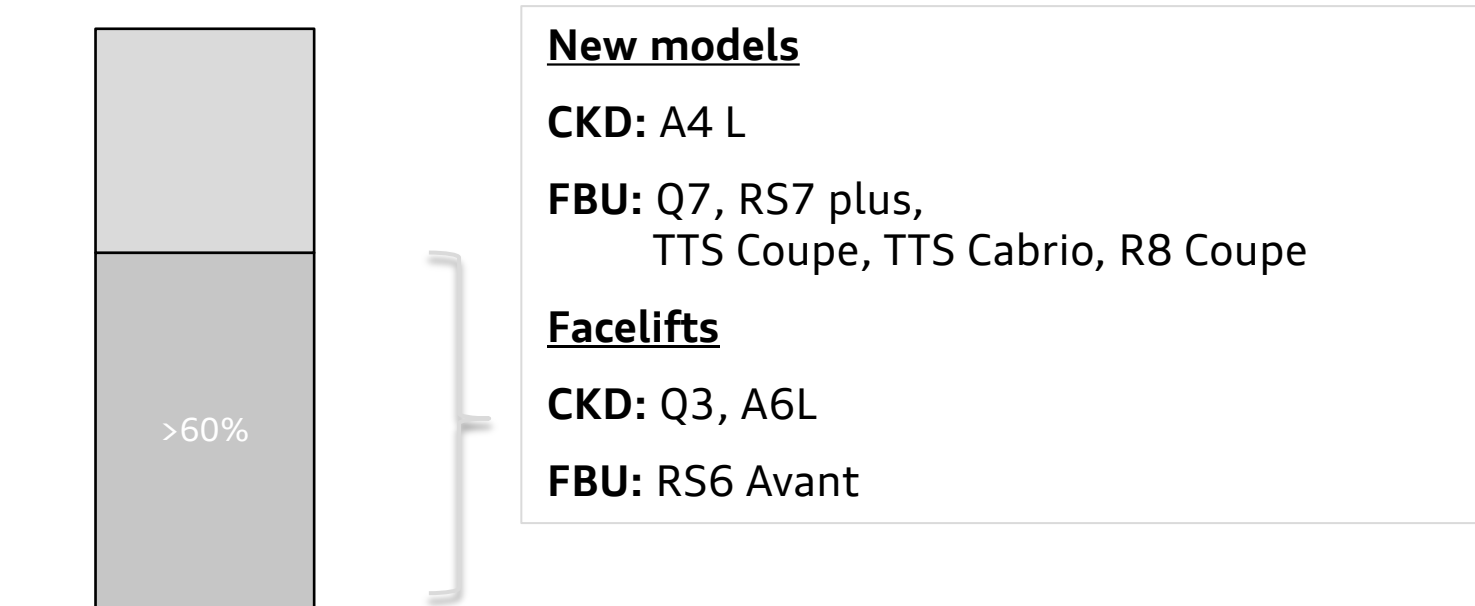 >60%
New models
CKD: A4 L
FBU: Q7, RS7 plus,
TTS Coupe, TTS Cabrio, R8 Coupe
Facelifts
CKD: Q3, A6L
FBU: RS6 Avant